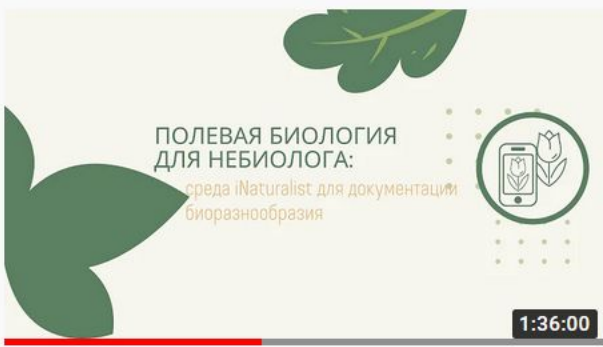 ПОЛЕВАЯ БИОЛОГИЯ
ДЛЯ НЕБИОЛОГА:
среда iNaturalist для документации
биоразнообразия
1:36:00